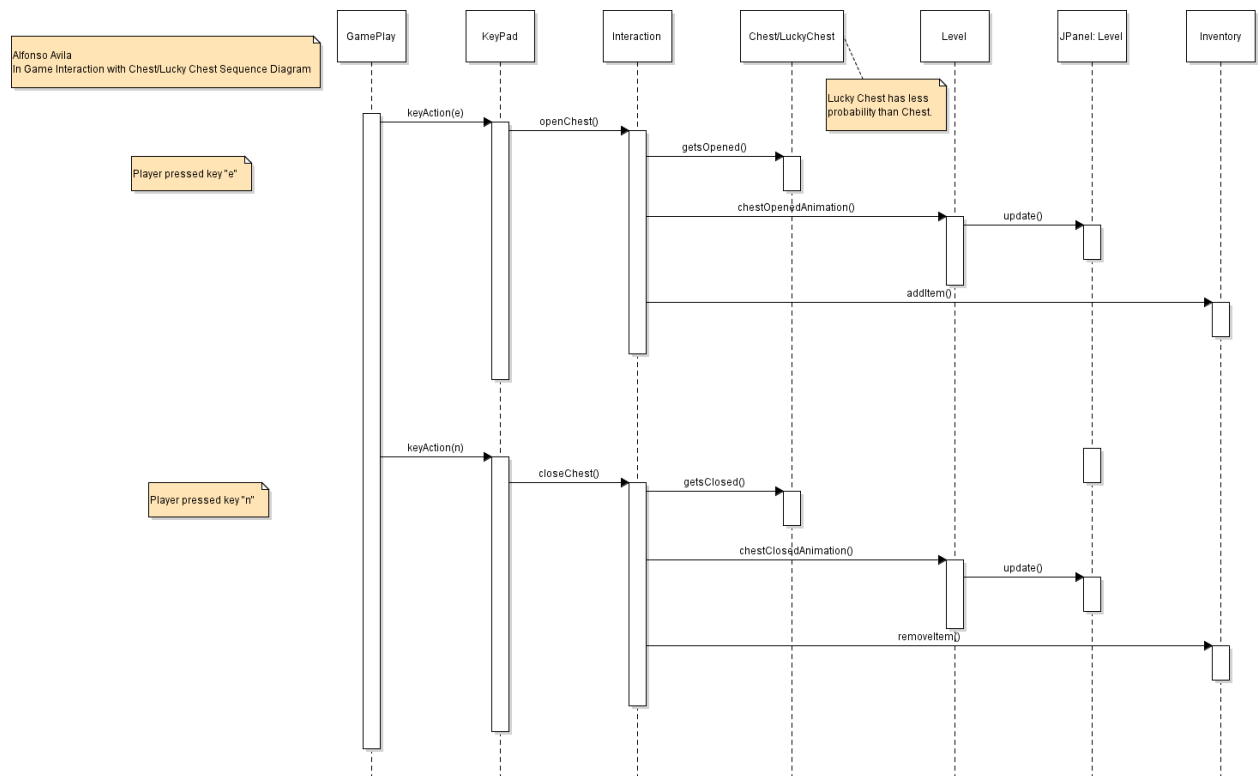 GamePlay
KeyPad
Interaction
Chest/LuckyChest
Level
JPanel: Level
Inventory
Alfonso Avila
In Game Interaction with Chest/Lucky Chest Sequence Diagram
Lucky Chest has less
probability than Chest.
keyAction(e)
openChest()
getsOpened()
Player pressed key "e"
chestOpenedAnimation()
update()
addItem()
keyAction(n)
closeChest()
getsClosed()
Player pressed key "n"
chestClosedAnimation()
update()
removeItem()